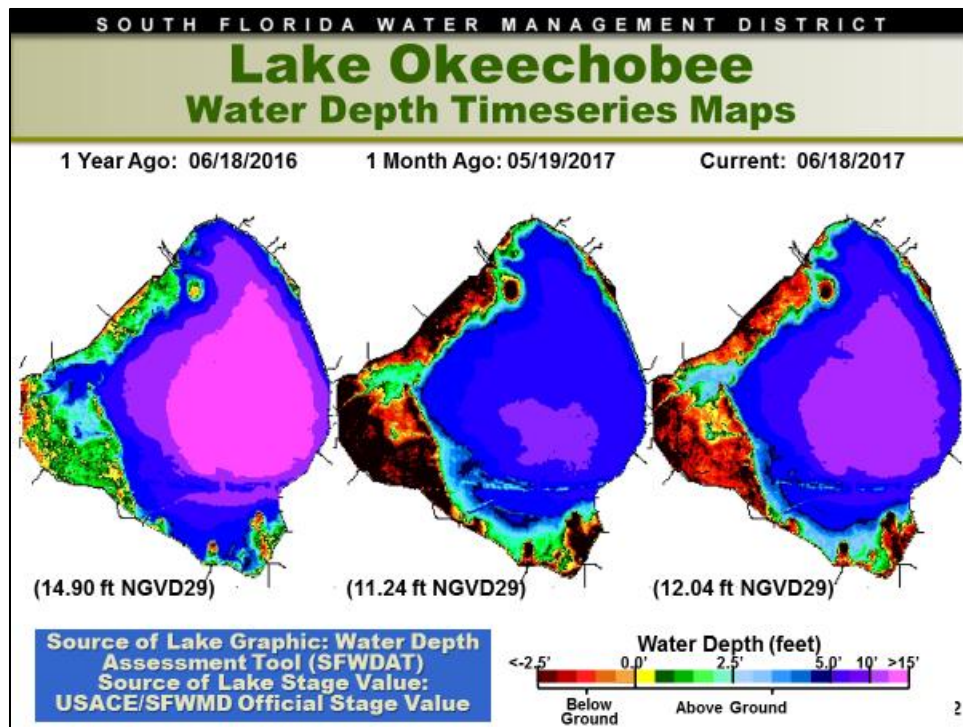 SOUTH FLORIDA WATER MANAGEMENT DISTRICT
Lake Okeechobee
Water Depth Timeseries Maps
1 Year Ago: 06/18/2016 1 Month Ago: 05/19/2017 Current: 06/18/2017
(14.90 ft NGVD29) (11.24 ft NGVD29) (12.04 ft NGVD29)
Source of Lake Graphic: Water Depth
Assessment Tool (SFWDAT)
Source of Lake Stage Value:
USACE/SFWMD Official Stage Value
Water Depth (feet)
<-2.5' 0.0' 2.5' 5.0' 10' >15'
Below
Ground
Above Ground
2